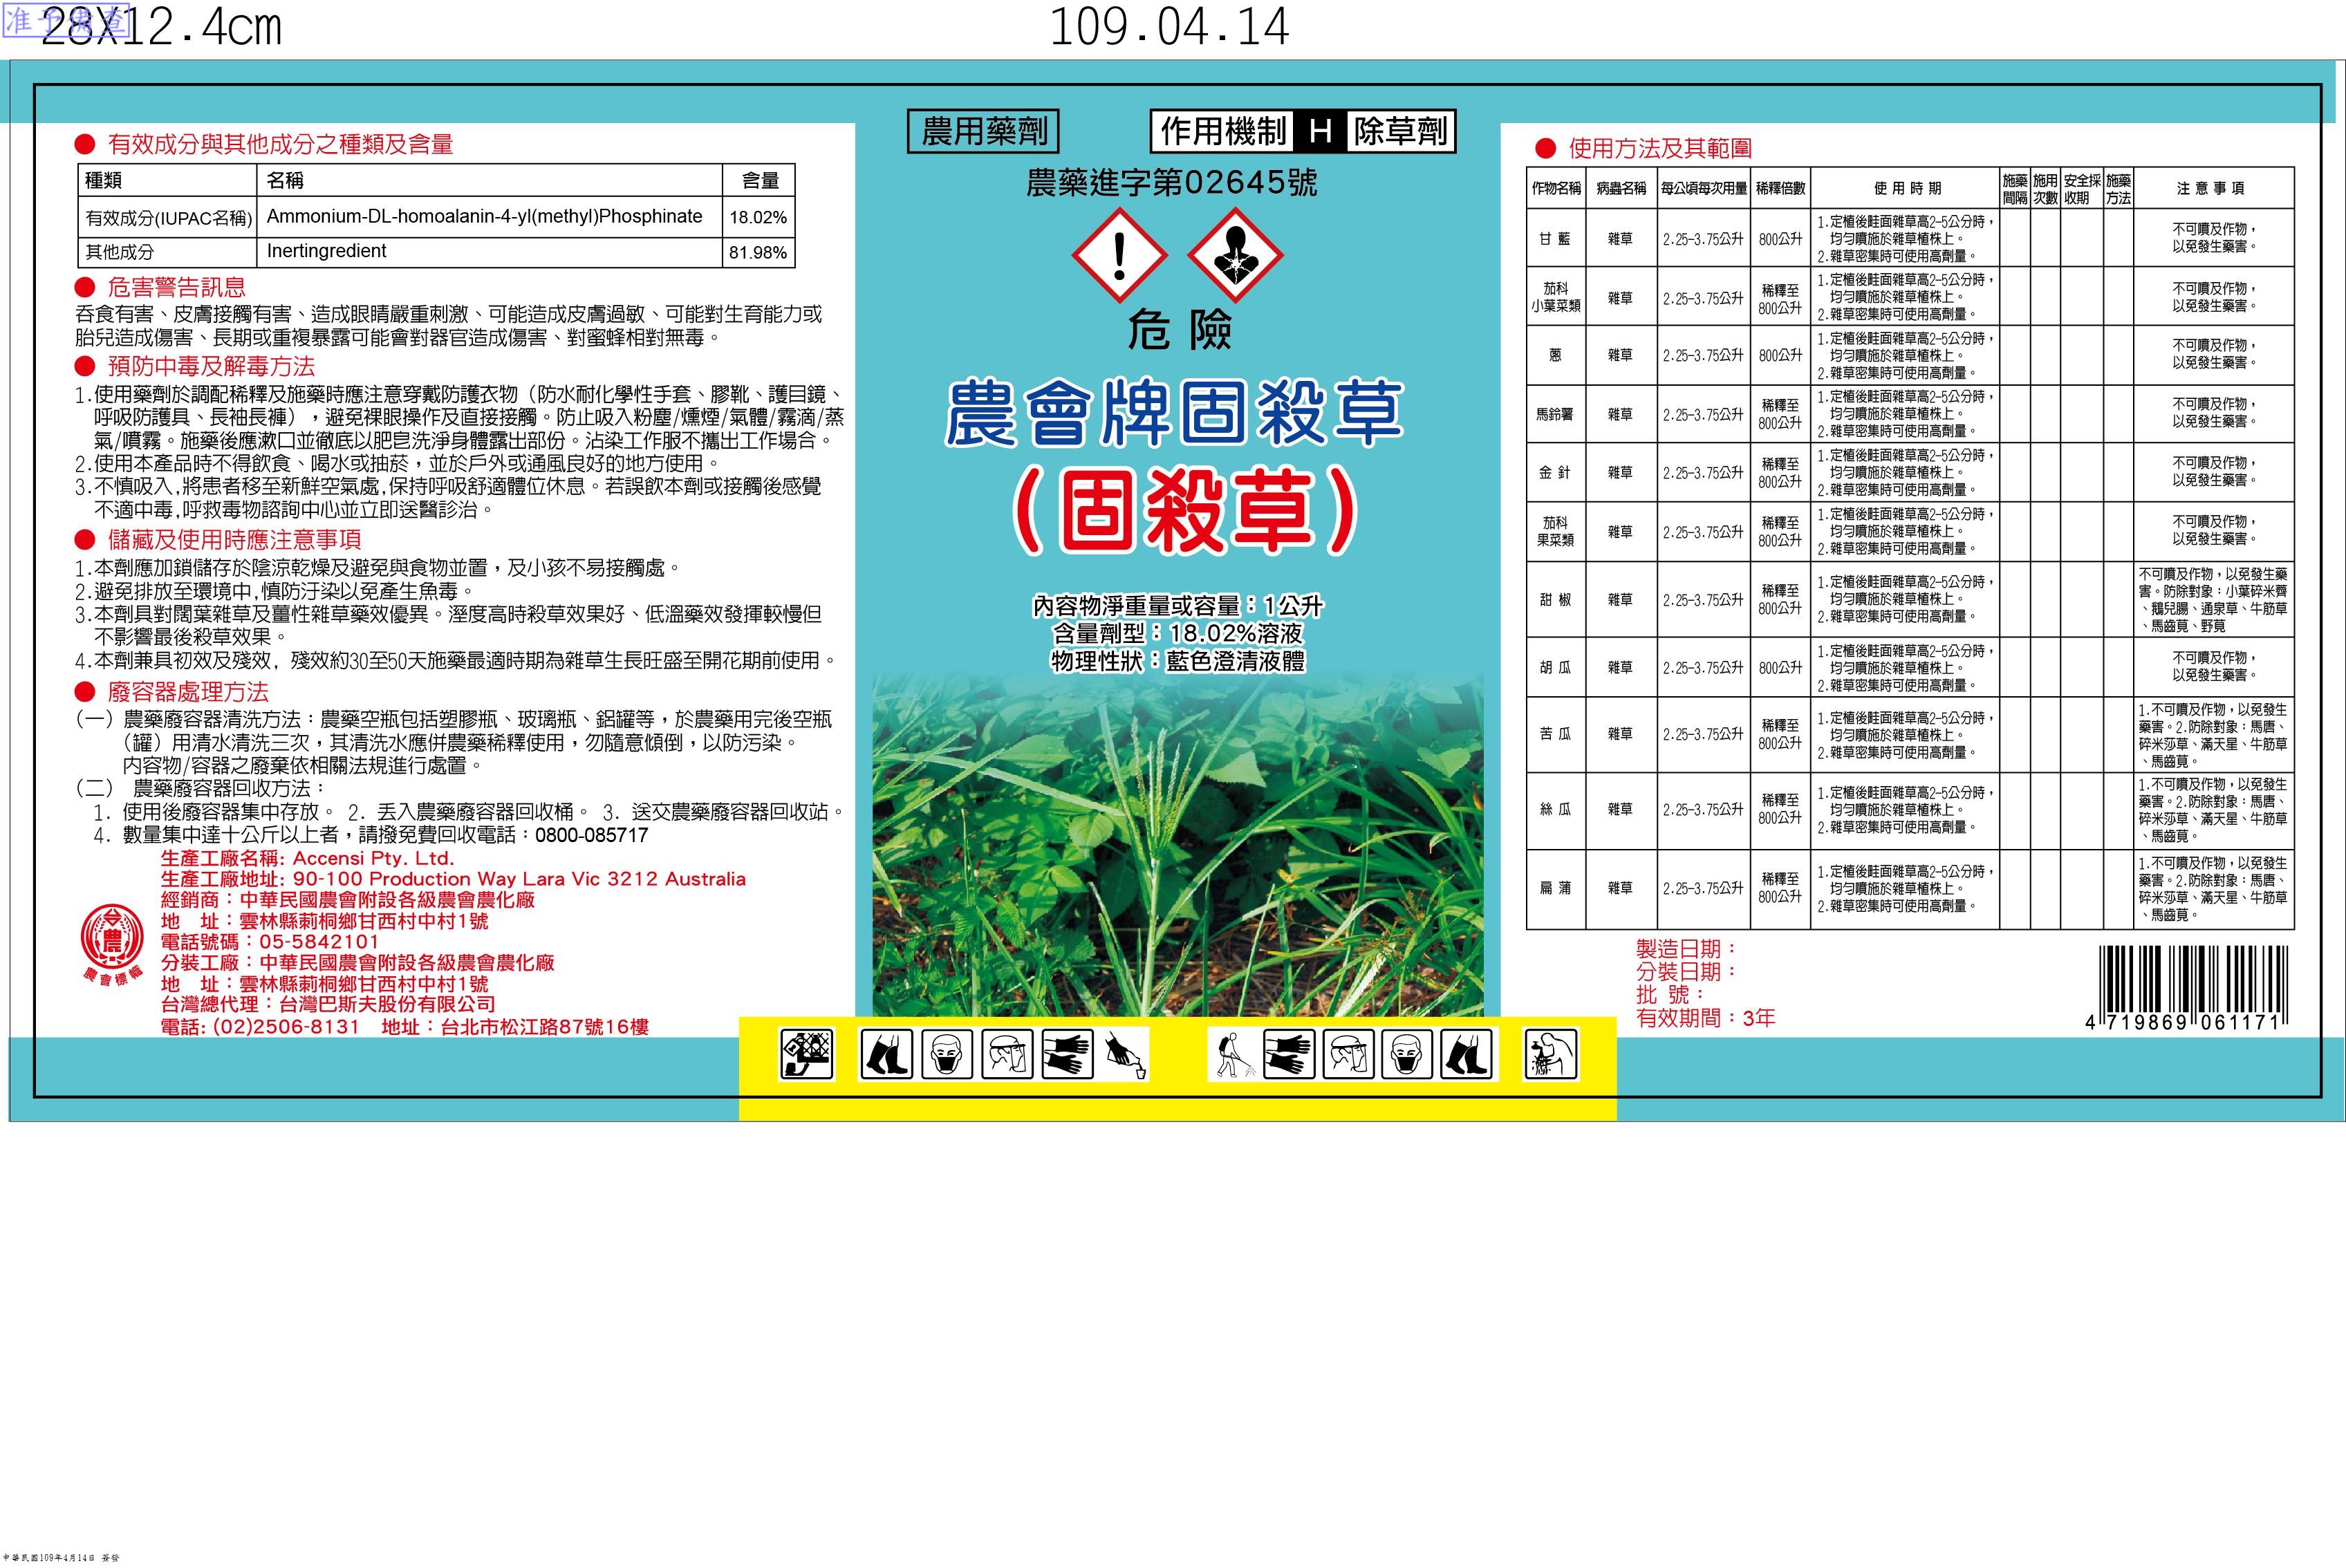 准予備查
28X12.4cm
109.04.14
● 有效成分與其他成分之種類及含量
種類 名稱 含量
有效成分(IUPAC名稱) Ammonium-DL-homoalanin-4-yl(methyl)Phosphinate 18.02%
其他成分 Inertingredient 81.98%
● 危害警告訊息
吞食有害、皮膚接觸有害、造成眼睛嚴重刺激、可能造成皮膚過敏、可能對生育能力或
胎兒造成傷害、長期或重複暴露可能會對器官造成傷害、對蜜蜂相對無毒。
● 預防中毒及解毒方法
1.使用藥劑於調配稀釋及施藥時應注意穿戴防護衣物（防水耐化學性手套、膠靴、護目鏡、
呼吸防護具、長袖長褲），避免裸眼操作及直接接觸。防止吸入粉塵/燻煙/氣體/霧滴/蒸
氣/噴霧。施藥後應漱口並徹底以肥皂洗淨身體露出部份。沾染工作服不攜出工作場合。
2.使用本產品時不得飲食、喝水或抽菸，並於戶外或通風良好的地方使用。
3.不慎吸入,將患者移至新鮮空氣處,保持呼吸舒適體位休息。若誤飲本劑或接觸後感覺
不適中毒,呼救毒物諮詢中心並立即送醫診治。
● 儲藏及使用時應注意事項
1.本劑應加鎖儲存於陰涼乾燥及避免與食物並置，及小孩不易接觸處。
2.避免排放至環境中,慎防汙染以免產生魚毒。
3.本劑具對闊葉雜草及薑性雜草藥效優異。溼度高時殺草效果好、低溫藥效發揮較慢但
不影響最後殺草效果。
4.本劑兼具初效及殘效, 殘效約30至50天施藥最適時期為雜草生長旺盛至開花期前使用。
● 廢容器處理方法
(一) 農藥廢容器清洗方法：農藥空瓶包括塑膠瓶、玻璃瓶、鋁罐等，於農藥用完後空瓶
（罐）用清水清洗三次，其清洗水應併農藥稀釋使用，勿隨意傾倒，以防污染。
內容物/容器之廢棄依相關法規進行處置。
(二) 農藥廢容器回收方法：
1. 使用後廢容器集中存放。 2. 丟入農藥廢容器回收桶。 3. 送交農藥廢容器回收站。
4. 數量集中達十公斤以上者，請撥免費回收電話：0800-085717
生產工廠名稱: Accensi Pty. Ltd.
生產工廠地址: 90-100 Production Way Lara Vic 3212 Australia
經銷商：中華民國農會附設各級農會農化廠
地 址：雲林縣莿桐鄉甘西村中村1號
電話號碼：05-5842101
分裝工廠：中華民國農會附設各級農會農化廠
地 址：雲林縣莿桐鄉甘西村中村1號
台灣總代理：台灣巴斯夫股份有限公司
電話: (02)2506-8131 地址：台北市松江路87號16樓
農
農會標幟
農用藥劑
作用機制 H 除草劑
農藥進字第02645號
危險
農會牌固殺草
(固殺草)
內容物淨重量或容量：1公升
含量劑型：18.02%溶液
物理性狀：藍色澄清液體
● 使用方法及其範圍
作物名稱 病蟲名稱 每公頃每次用量 稀釋倍數 使用時期 施藥間隔 施用次數 安全採收期 施藥方法 注意事項
甘藍 雜草 2.25-3.75公升 800公升 1.定植後畦面雜草高2-5公分時，均勻噴施於雜草植株上。2.雜草密集時可使用高劑量。 不可噴及作物，以免發生藥害。
茄科小葉菜類 雜草 2.25-3.75公升 稀釋至800公升 1.定植後畦面雜草高2-5公分時，均勻噴施於雜草植株上。2.雜草密集時可使用高劑量。 不可噴及作物，以免發生藥害。
蔥 雜草 2.25-3.75公升 800公升 1.定植後畦面雜草高2-5公分時，均勻噴施於雜草植株上。2.雜草密集時可使用高劑量。 不可噴及作物，以免發生藥害。
馬鈴薯 雜草 2.25-3.75公升 稀釋至800公升 1.定植後畦面雜草高2-5公分時，均勻噴施於雜草植株上。2.雜草密集時可使用高劑量。 不可噴及作物，以免發生藥害。
金針 雜草 2.25-3.75公升 稀釋至800公升 1.定植後畦面雜草高2-5公分時，均勻噴施於雜草植株上。2.雜草密集時可使用高劑量。 不可噴及作物，以免發生藥害。
茄科果菜類 雜草 2.25-3.75公升 稀釋至800公升 1.定植後畦面雜草高2-5公分時，均勻噴施於雜草植株上。2.雜草密集時可使用高劑量。 不可噴及作物，以免發生藥害。
甜椒 雜草 2.25-3.75公升 稀釋至800公升 1.定植後畦面雜草高2-5公分時，均勻噴施於雜草植株上。2.雜草密集時可使用高劑量。 不可噴及作物，以免發生藥害。防除對象：小葉碎米薺、鵝兒腸、通泉草、牛筋草、馬齒莧、野莧
胡瓜 雜草 2.25-3.75公升 800公升 1.定植後畦面雜草高2-5公分時，均勻噴施於雜草植株上。2.雜草密集時可使用高劑量。 不可噴及作物，以免發生藥害。
苦瓜 雜草 2.25-3.75公升 稀釋至800公升 1.定植後畦面雜草高2-5公分時，均勻噴施於雜草植株上。2.雜草密集時可使用高劑量。 1.不可噴及作物，以免發生藥害。2.防除對象：馬唐、碎米莎草、滿天星、牛筋草、馬齒莧。
絲瓜 雜草 2.25-3.75公升 稀釋至800公升 1.定植後畦面雜草高2-5公分時，均勻噴施於雜草植株上。2.雜草密集時可使用高劑量。 1.不可噴及作物，以免發生藥害。2.防除對象：馬唐、碎米莎草、滿天星、牛筋草、馬齒莧。
扁蒲 雜草 2.25-3.75公升 稀釋至800公升 1.定植後畦面雜草高2-5公分時，均勻噴施於雜草植株上。2.雜草密集時可使用高劑量。 1.不可噴及作物，以免發生藥害。2.防除對象：馬唐、碎米莎草、滿天星、牛筋草、馬齒莧。
製造日期：
分裝日期：
批 號：
有效期間：3年
4 719869 061171
中華民國109年4月14日 簽發